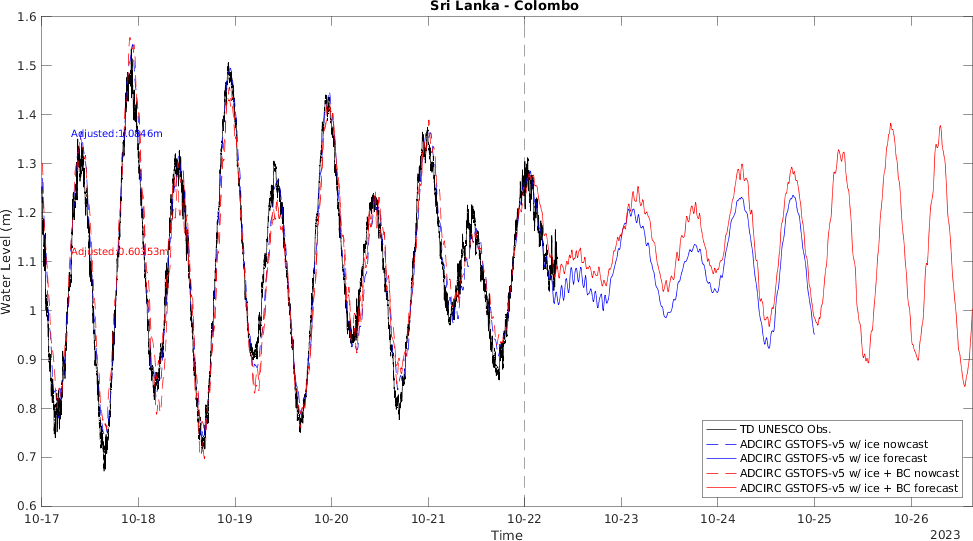 Sri Lanka - Colombo
1.6
1.5
1.4
1.3
1.2
1.1
1
0.9
0.8
0.7
0.6
Water Level (m)
Adjusted:1.0846m
Adjusted:0.60353m
TD UNESCO Obs.
ADCIRC GSTOFS-v5 w/ ice nowcast
ADCIRC GSTOFS-v5 w/ ice forecast
ADCIRC GSTOFS-v5 w/ ice + BC nowcast
ADCIRC GSTOFS-v5 w/ ice + BC forecast
10-17 10-18 10-19 10-20 10-21 10-22 10-23 10-24 10-25 10-26
Time
2023